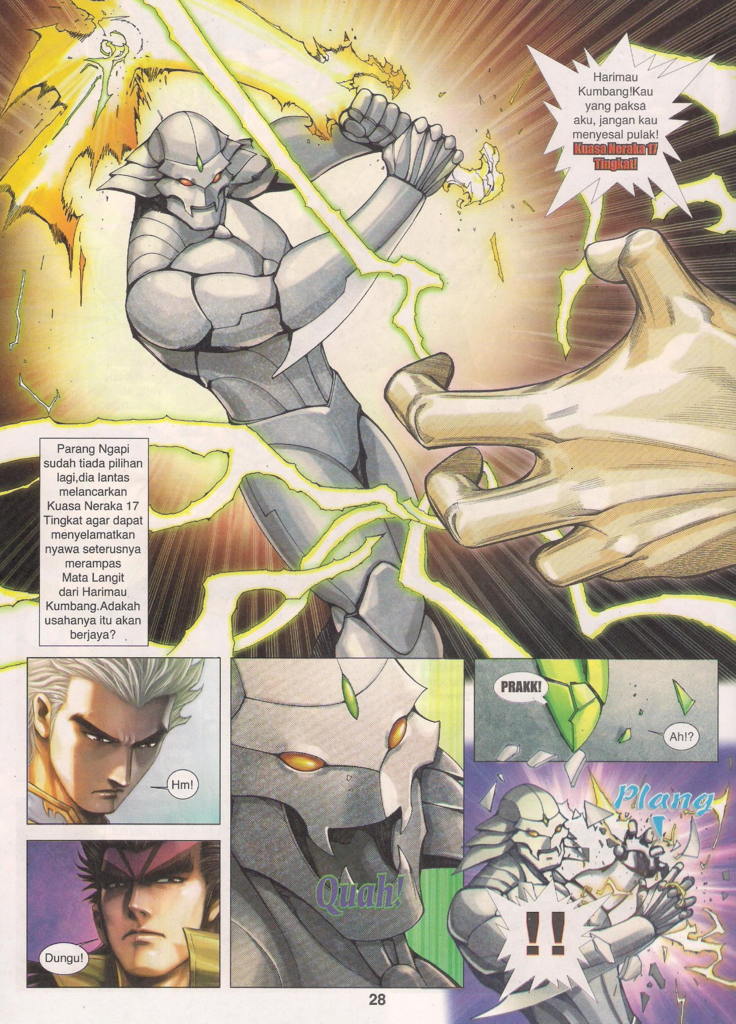 Harimau
Kumbang!Kau
yang paksa
aku, jangan kau
menyesal pulak!
Kuasa Neraka 17
Tingkat!
Parang Ngapi
sudah tiada pilihan
lagi,dia lantas
melancarkan
Kuasa Neraka 17
Tingkat agar dapat
menyelamatkan
nyawa seterusnya
merampas
Mata Langit
dari Harimau
Kumbang.Adakah
usahanya itu akan
berjaya?
Hm!
Dungu!
Quah!
PRAKK!
Ah!?
Plang
!
!!
28